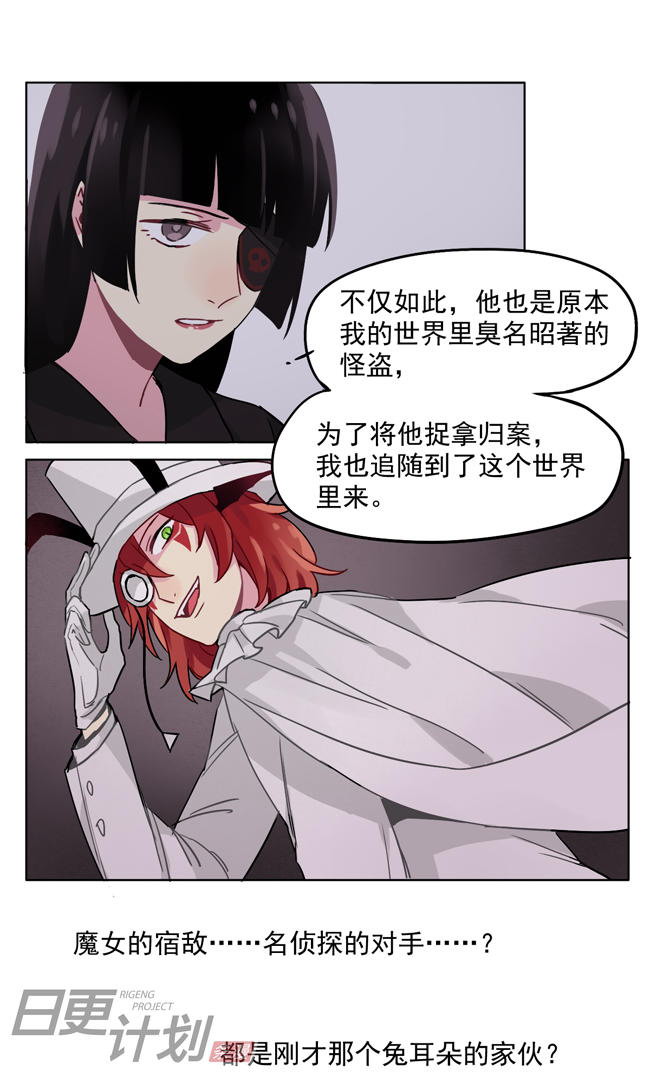 不仅如此，他也是原本
我的世界里臭名昭著的
怪盗，
为了将他捉拿归案，
我也追随到了这个世界
里来。
魔女的宿敌……名侦探的对手……？
日更
计划
RIGENG
PROJECT
都是刚才那个兔耳朵的家伙？